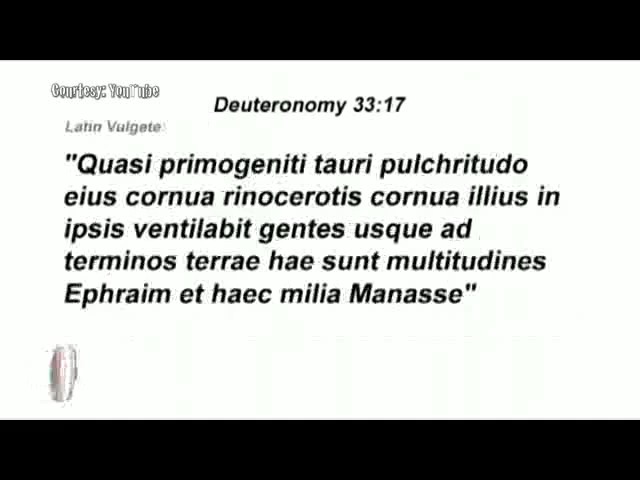 Courtesy: YouTube
Deuteronomy 33:17
Latin Vulgate:
"Quasi primogeniti tauri pulchritudo
eius cornua rinocerotis cornua illius in
ipsis ventilabit gentes usque ad
terminos terrae hae sunt multitudines
Ephraim et haec milia Manasse"